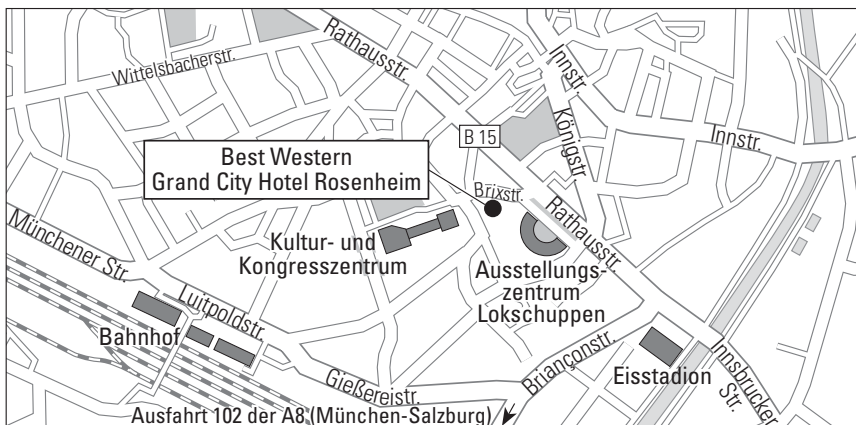 Rathausstr.
Wittelsbacherstr.
Innstr.
Königstr.
Innstr.
B 15
Best Western
Grand City Hotel Rosenheim
Brixstr.
Rathausstr.
Münchener Str.
Kultur- und
Kongresszentrum
Ausstellungs-
zentrum
Lokschuppen
Luitpoldstr.
Bahnhof
Gießereistr.
Briançonstr.
Eisstadion
Innsbrucker
Str.
Ausfahrt 102 der A8 (München-Salzburg)